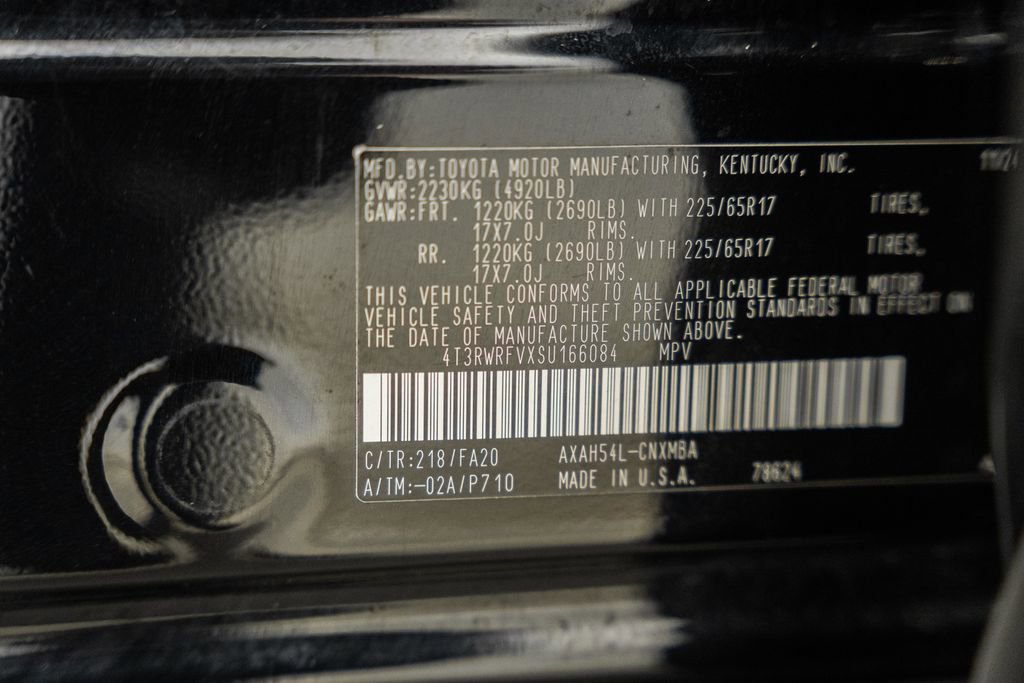 MFD.BY:TOYOTA MOTOR MANUFACTURING, KENTUCKY, INC. 11/24
GVWR:2230KG (4920LB)
GAWR:FRT. 1220KG (2690LB) WITH 225/65R17 TIRES,
17X7.0J RIMS.
RR. 1220KG (2690LB) WITH 225/65R17 TIRES,
17X7.0J RIMS.
THIS VEHICLE CONFORMS TO ALL APPLICABLE FEDERAL MOTOR
VEHICLE SAFETY AND THEFT PREVENTION STANDARDS IN EFFECT ON
THE DATE OF MANUFACTURE SHOWN ABOVE.
4T3RWRFVXSU166084 MPV
C/TR:218/FA20 AXAH54L-CNXMBA
A/TM:-02A/P710 MADE IN U.S.A. 78624